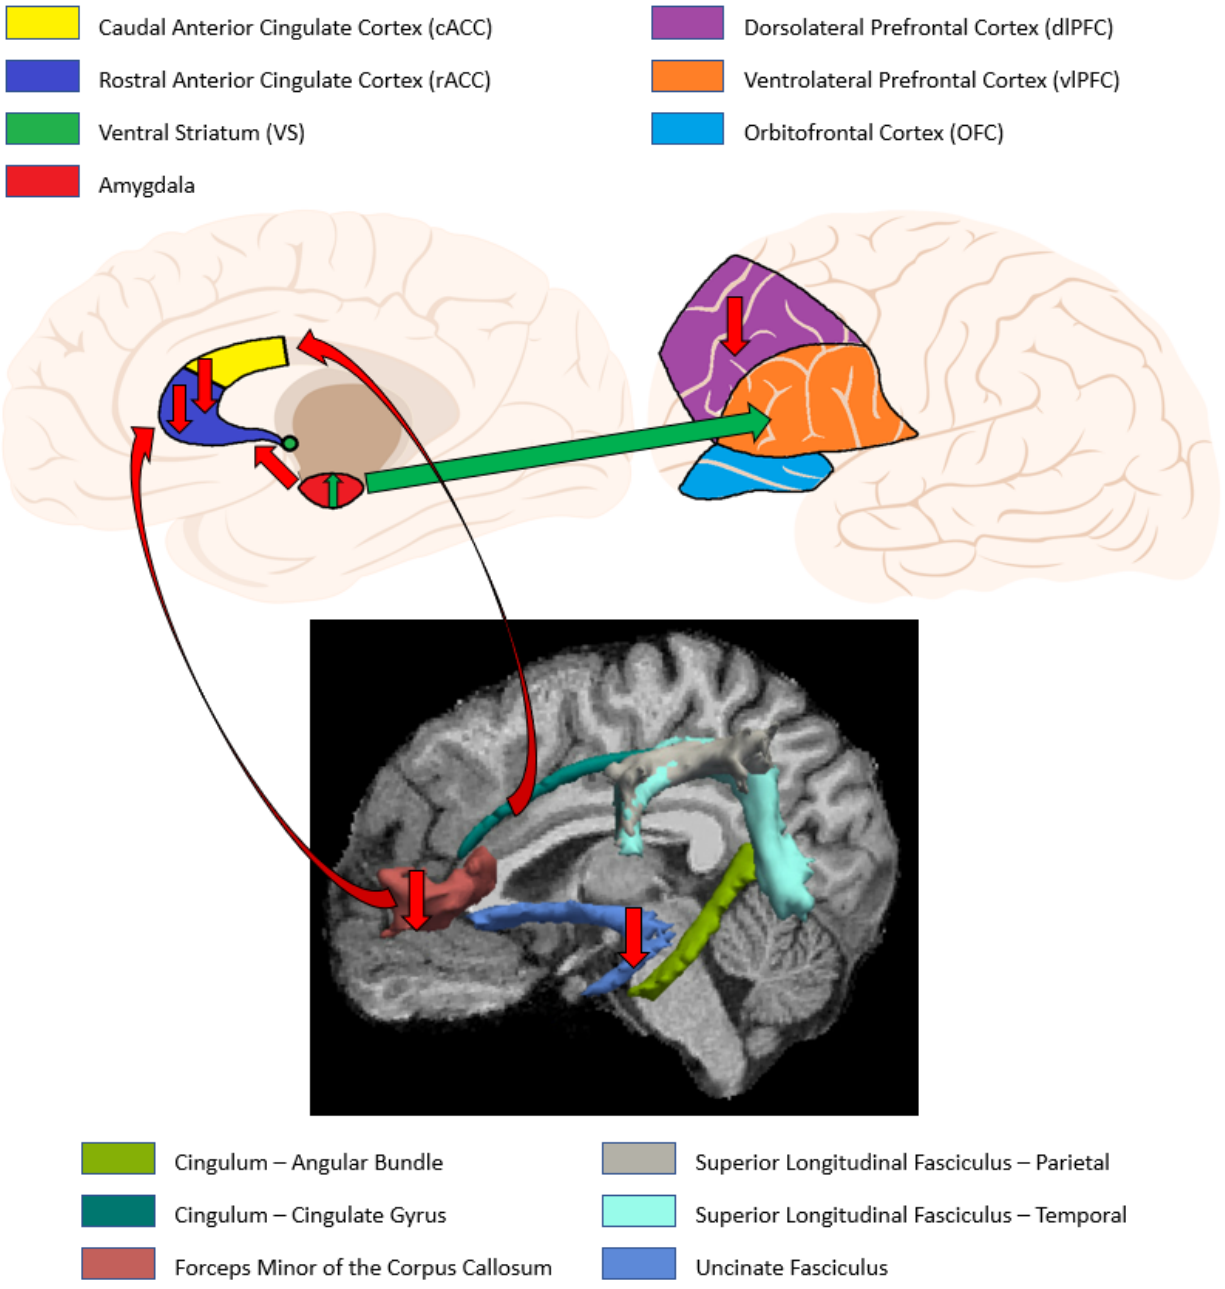 Caudal Anterior Cingulate Cortex (cACC)
Dorsolateral Prefrontal Cortex (dlPFC)
Rostral Anterior Cingulate Cortex (rACC)
Ventrolateral Prefrontal Cortex (vlPFC)
Ventral Striatum (VS)
Orbitofrontal Cortex (OFC)
Amygdala
Cingulum – Angular Bundle
Superior Longitudinal Fasciculus – Parietal
Cingulum – Cingulate Gyrus
Superior Longitudinal Fasciculus – Temporal
Forceps Minor of the Corpus Callosum
Uncinate Fasciculus